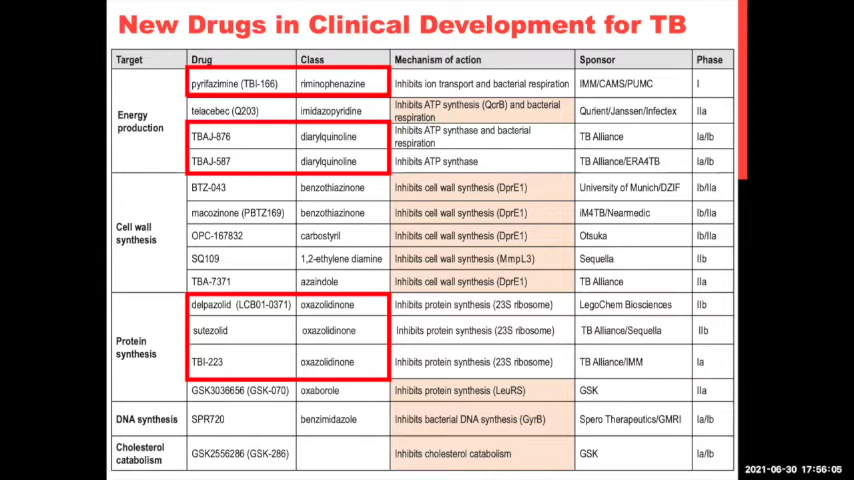 New Drugs in Clinical Development for TB
Target Drug Class Mechanism of action Sponsor Phase
Energy production
pyrifazimine (TBI-166) riminophenazine Inhibits ion transport and bacterial respiration IMM/CAMS/PUMC I
telacebec (Q203) imidazopyridine Inhibits ATP synthesis (QcrB) and bacterial respiration Qurient/Janssen/Infectex IIa
TBAJ-876 diarylquinoline Inhibits ATP synthase and bacterial respiration TB Alliance Ia/Ib
TBAJ-587 diarylquinoline Inhibits ATP synthase TB Alliance/ERA4TB Ia/Ib
Cell wall synthesis
BTZ-043 benzothiazinone Inhibits cell wall synthesis (DprE1) University of Munich/DZIF Ib/IIa
macozinone (PBTZ169) benzothiazinone Inhibits cell wall synthesis (DprE1) iM4TB/Nearmedic Ib/IIa
OPC-167832 carbostyril Inhibits cell wall synthesis (DprE1) Otsuka Ib/IIa
SQ109 1,2-ethylene diamine Inhibits cell wall synthesis (MmpL3) Sequella IIb
TBA-7371 azaindole Inhibits cell wall synthesis (DprE1) TB Alliance IIa
Protein synthesis
delpazolid (LCB01-0371) oxazolidinone Inhibits protein synthesis (23S ribosome) LegoChem Biosciences IIb
sutezolid oxazolidinone Inhibits protein synthesis (23S ribosome) TB Alliance/Sequella IIb
TBI-223 oxazolidinone Inhibits protein synthesis (23S ribosome) TB Alliance/IMM Ia
GSK3036656 (GSK-070) oxaborole Inhibits protein synthesis (LeuRS) GSK IIa
DNA synthesis SPR720 benzimidazole Inhibits bacterial DNA synthesis (GyrB) Spero Therapeutics/GMRI Ia/Ib
Cholesterol catabolism GSK2556286 (GSK-286) Inhibits cholesterol catabolism GSK Ia/Ib
2021-06-30 17:56:05